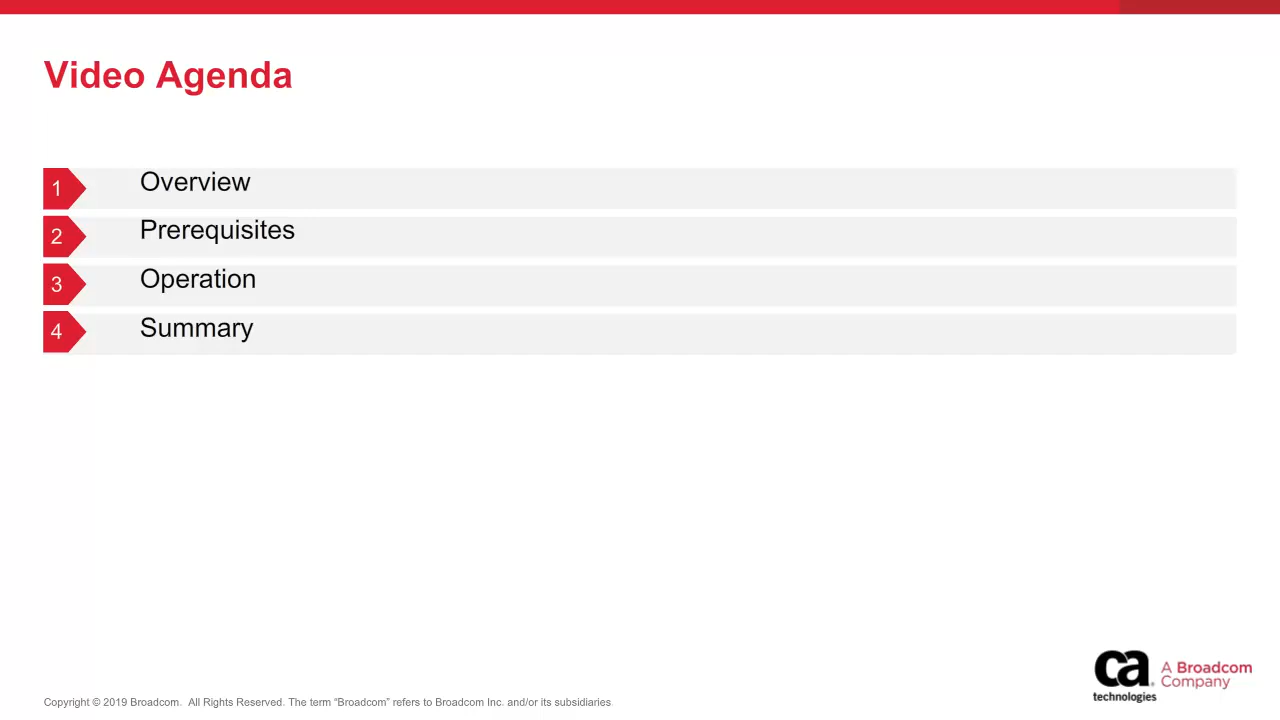 Video Agenda
1 Overview
2 Prerequisites
3 Operation
4 Summary
Copyright © 2019 Broadcom. All Rights Reserved. The term “Broadcom” refers to Broadcom Inc. and/or its subsidiaries
ca technologies
A Broadcom
Company